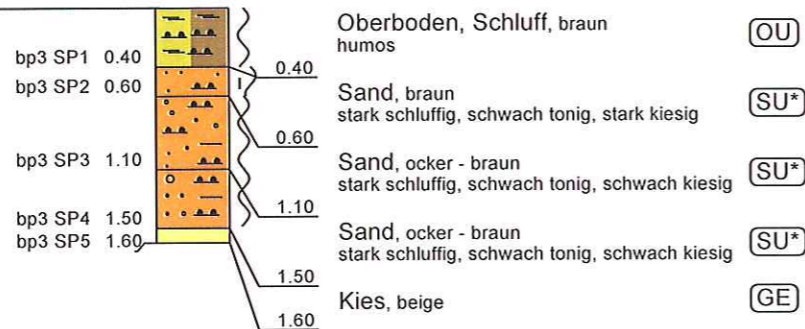 Oberboden, Schluff, braun
humos
OU
bp3 SP1 0.40
0.40
bp3 SP2 0.60
Sand, braun
stark schluffig, schwach tonig, stark kiesig
SU*
0.60
bp3 SP3 1.10
Sand, ocker - braun
stark schluffig, schwach tonig, schwach kiesig
SU*
1.10
bp3 SP4 1.50
bp3 SP5 1.60
Sand, ocker - braun
stark schluffig, schwach tonig, schwach kiesig
SU*
1.50
Kies, beige
GE
1.60